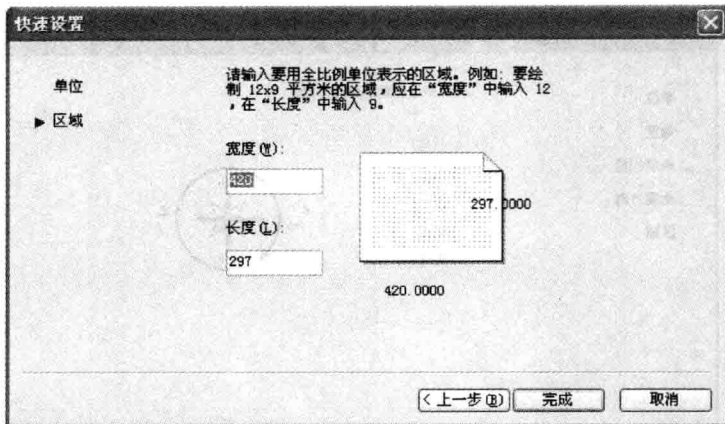 快速设置
单位
▶ 区域
请输入要用全比例单位表示的区域。例如: 要绘
制 12x9 平方米的区域，应在“宽度”中输入 12
，在“长度”中输入 9。
宽度(W):
420
长度(L):
297
297.0000
420.0000
< 上一步(B)
完成
取消